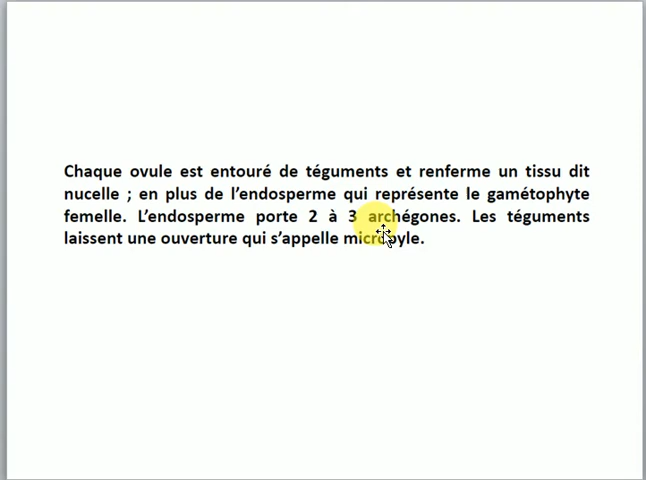 Chaque ovule est entouré de téguments et renferme un tissu dit
nucelle ; en plus de l’endosperme qui représente le gamétophyte
femelle. L’endosperme porte 2 à 3 archégones. Les téguments
laissent une ouverture qui s’appelle micropyle.